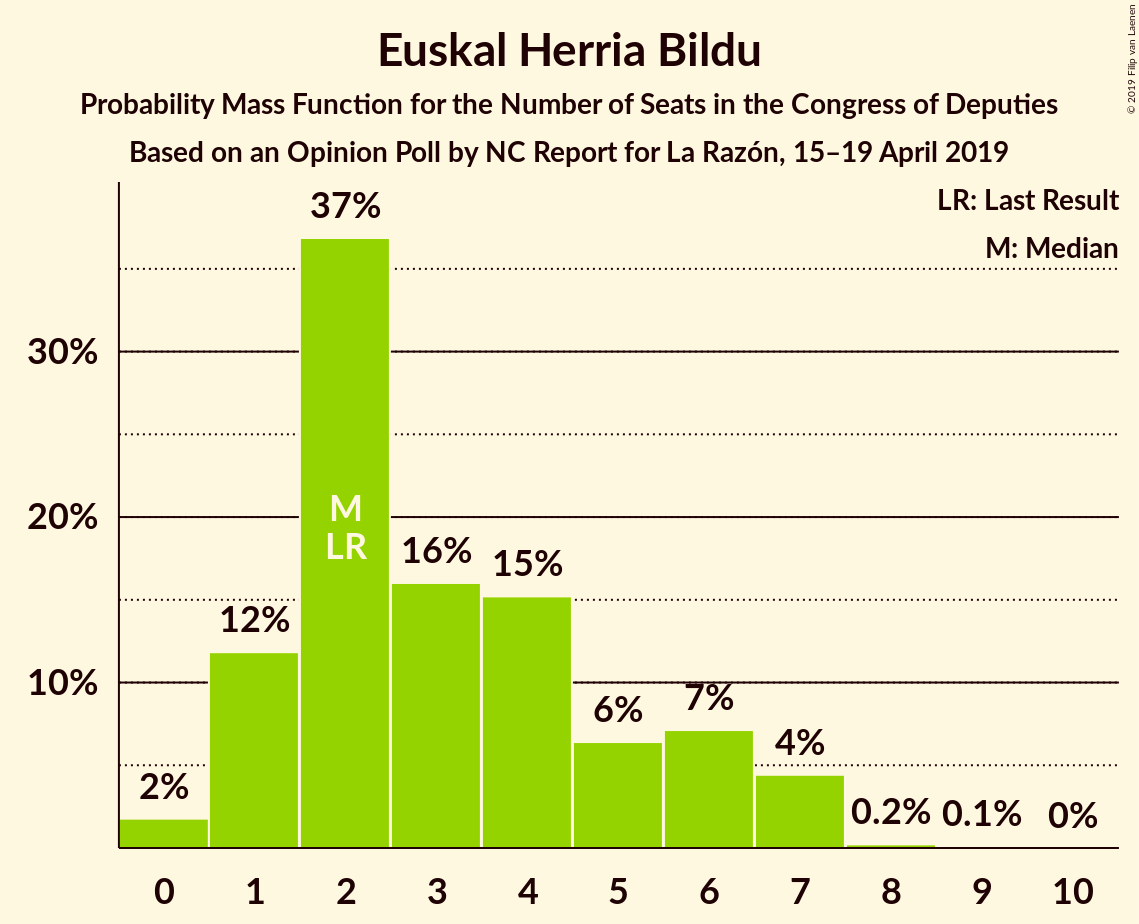 Euskal Herria Bildu
Probability Mass Function for the Number of Seats in the Congress of Deputies
Based on an Opinion Poll by NC Report for La Razón, 15–19 April 2019
© 2019 Filip van Laenen
LR: Last Result
M: Median
37%
30%
20%
10%
M
LR
16%
15%
12%
6%
7%
4%
2%
0.2%
0.1%
0%
0 1 2 3 4 5 6 7 8 9 10